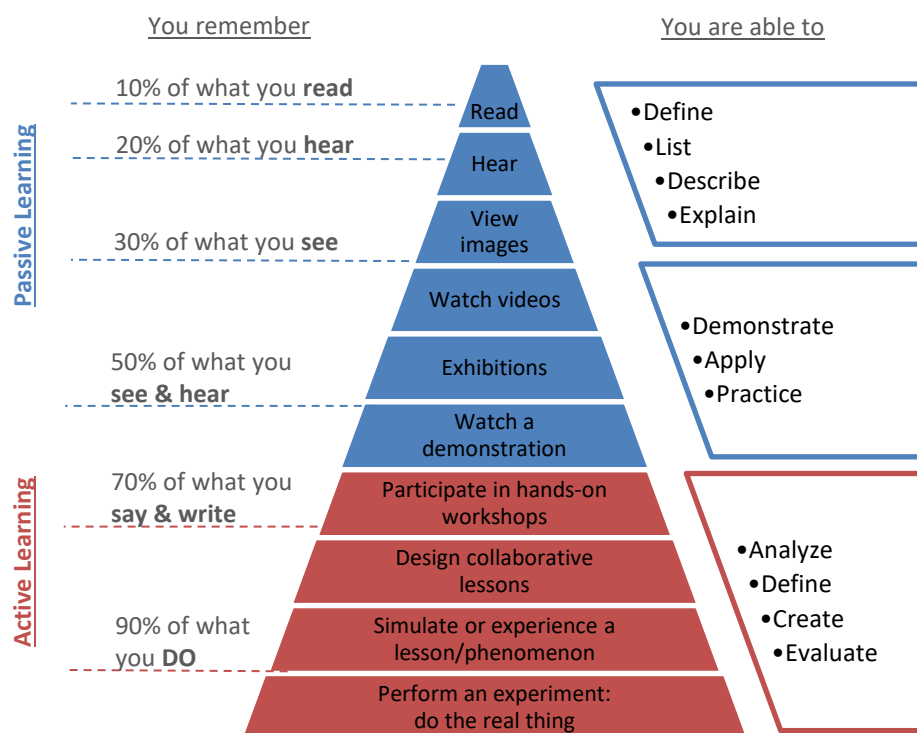 You remember
You are able to
Passive Learning
10% of what you read
20% of what you hear
30% of what you see
50% of what you
see & hear
Active Learning
70% of what you
say & write
90% of what
you DO
Read
Hear
View
images
Watch videos
Exhibitions
Watch a
demonstration
Participate in hands-on
workshops
Design collaborative
lessons
Simulate or experience a
lesson/phenomenon
Perform an experiment:
do the real thing
•Define
•List
•Describe
•Explain
•Demonstrate
•Apply
•Practice
•Analyze
•Define
•Create
•Evaluate